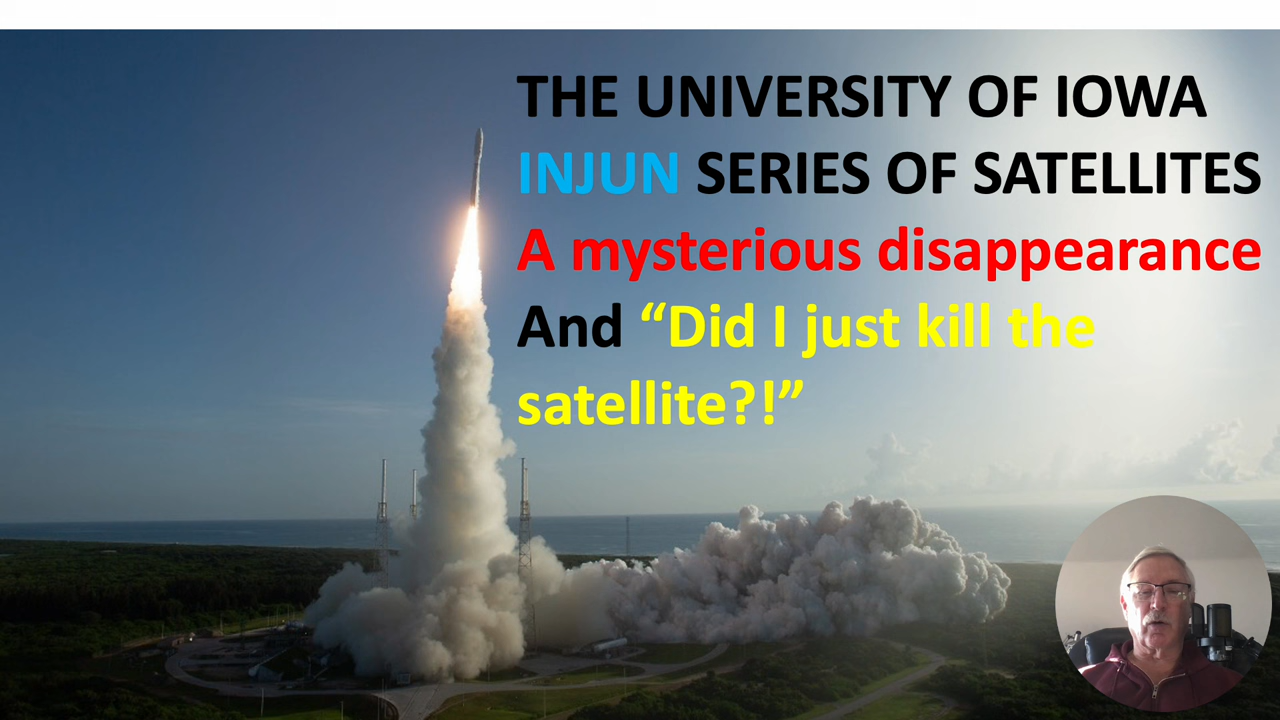 THE UNIVERSITY OF IOWA
INJUN SERIES OF SATELLITES
A mysterious disappearance
And “Did I just kill the
satellite?!”